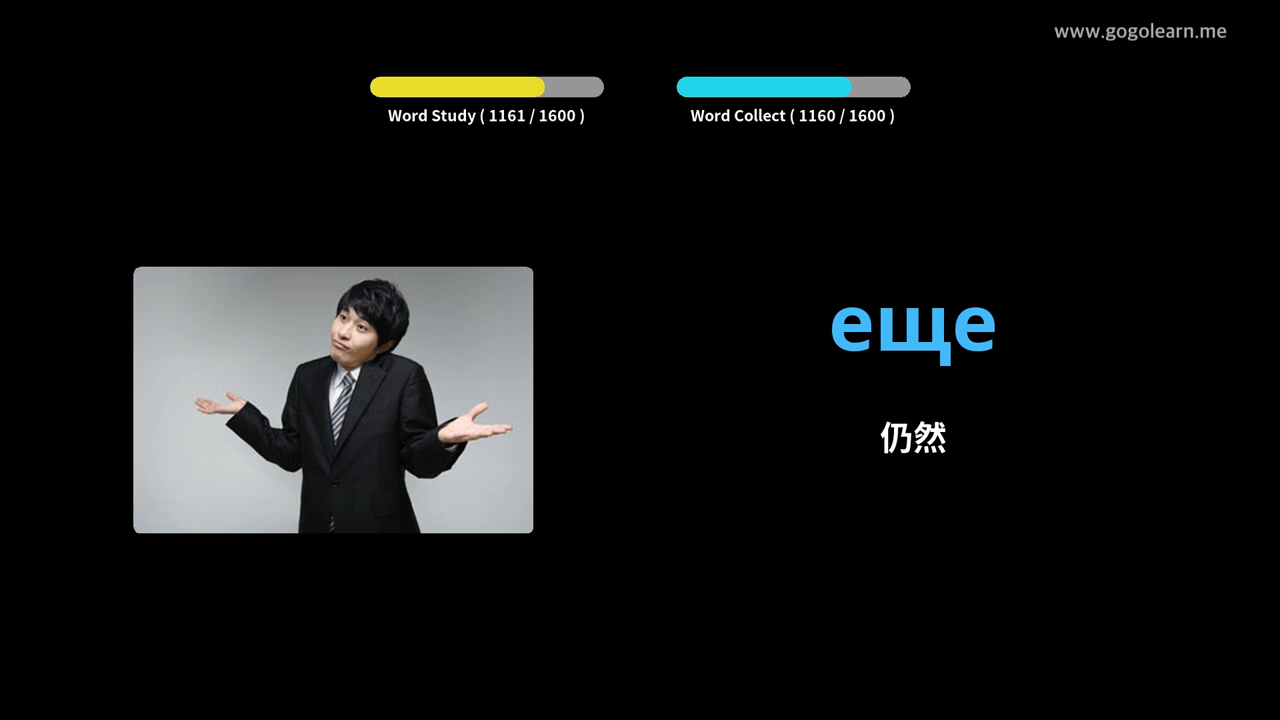 www.gogolearn.me
Word Study ( 1161 / 1600 )
Word Collect ( 1160 / 1600 )
еще
仍然